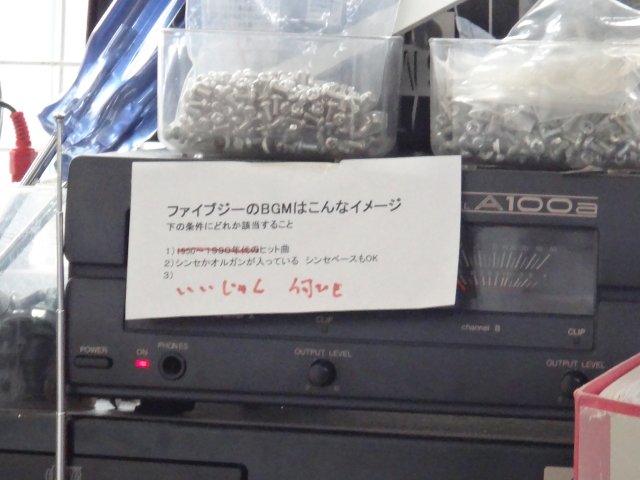 ファイブジーのBGMはこんなイメージ
下の条件にどれか該当すること
1) 1950~1990年代のヒット曲
2) シンセかオルガンが入っている シンセベースもOK
3)
いいじゃん 何でも
A100a
channel B
CLIP
CLIP
POWER
ON
PHONES
OUTPUT LEVEL
OUTPUT LEVEL